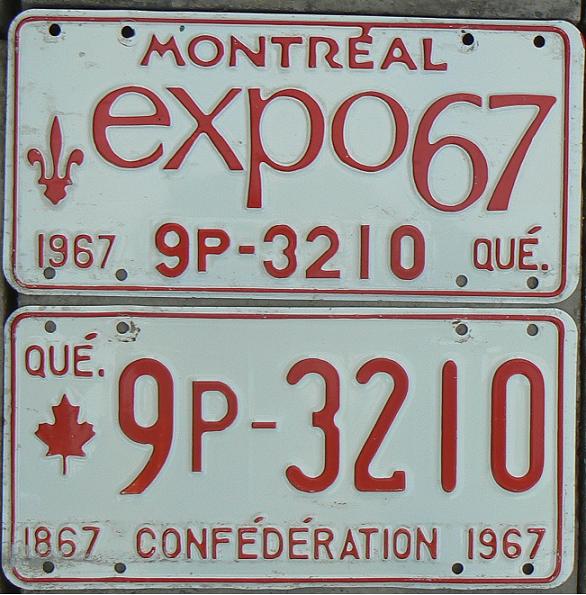 MONTRÉAL
expo67
1967 9P-3210 QUÉ.
QUÉ.
9P-3210
1867 CONFÉDÉRATION 1967